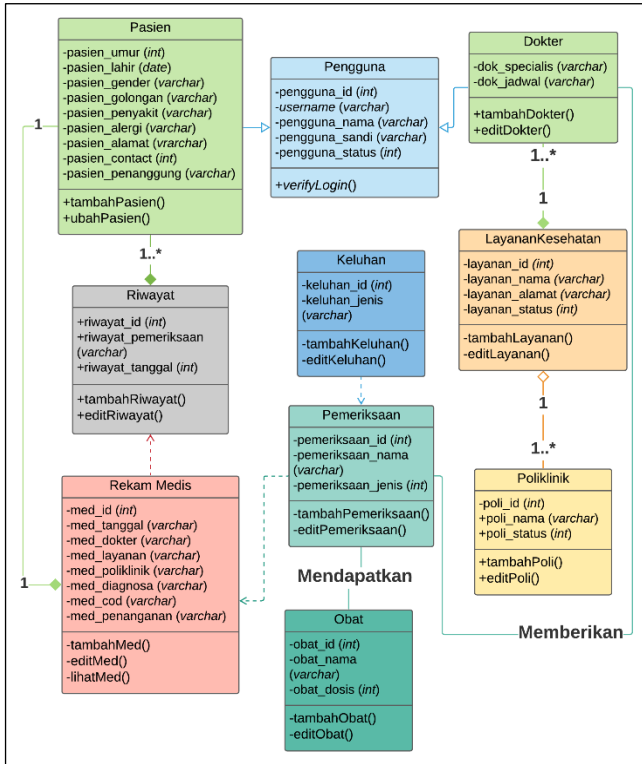 Pasien
-pasien_umur (int)
-pasien_lahir (date)
-pasien_gender (varchar)
-pasien_golongan (varchar)
-pasien_penyakit (varchar)
-pasien_alergi (varchar)
-pasien_alamat (varchar)
-pasien_contact (int)
-pasien_penanggung (varchar)
+tambahPasien()
+ubahPasien()
Pengguna
-pengguna_id (int)
-username (varchar)
-pengguna_nama (varchar)
-pengguna_sandi (varchar)
-pengguna_status (int)
+verifyLogin()
Dokter
-dok_specialis (varchar)
-dok_jadwal (varchar)
+tambahDokter()
+editDokter()
1
1..*
1..*
1
Riwayat
+riwayat_id (int)
+riwayat_pemeriksaan
(varchar)
+riwayat_tanggal (int)
+tambahRiwayat()
+editRiwayat()
Keluhan
-keluhan_id (int)
-keluhan_jenis
(varchar)
-tambahKeluhan()
-editKeluhan()
LayananKesehatan
-layanan_id (int)
-layanan_nama (varchar)
-layanan_alamat (varchar)
-layanan_status (int)
-tambahLayanan()
-editLayanan()
1
1..*
Pemeriksaan
-pemeriksaan_id (int)
-pemeriksaan_nama
(varchar)
-pemeriksaan_jenis (int)
-tambahPemeriksaan()
-editPemeriksaan()
Poliklinik
-poli_id (int)
+poli_nama (varchar)
+poli_status (int)
+tambahPoli()
+editPoli()
Rekam Medis
-med_id (int)
-med_tanggal (varchar)
-med_dokter (varchar)
-med_layanan (varchar)
-med_poliklinik (varchar)
-med_diagnosa (varchar)
-med_cod (varchar)
-med_penanganan (varchar)
-tambahMed()
-editMed()
-lihatMed()
1
Mendapatkan
Memberikan
Obat
-obat_id (int)
-obat_nama
(varchar)
-obat_dosis (int)
-tambahObat()
-editObat()